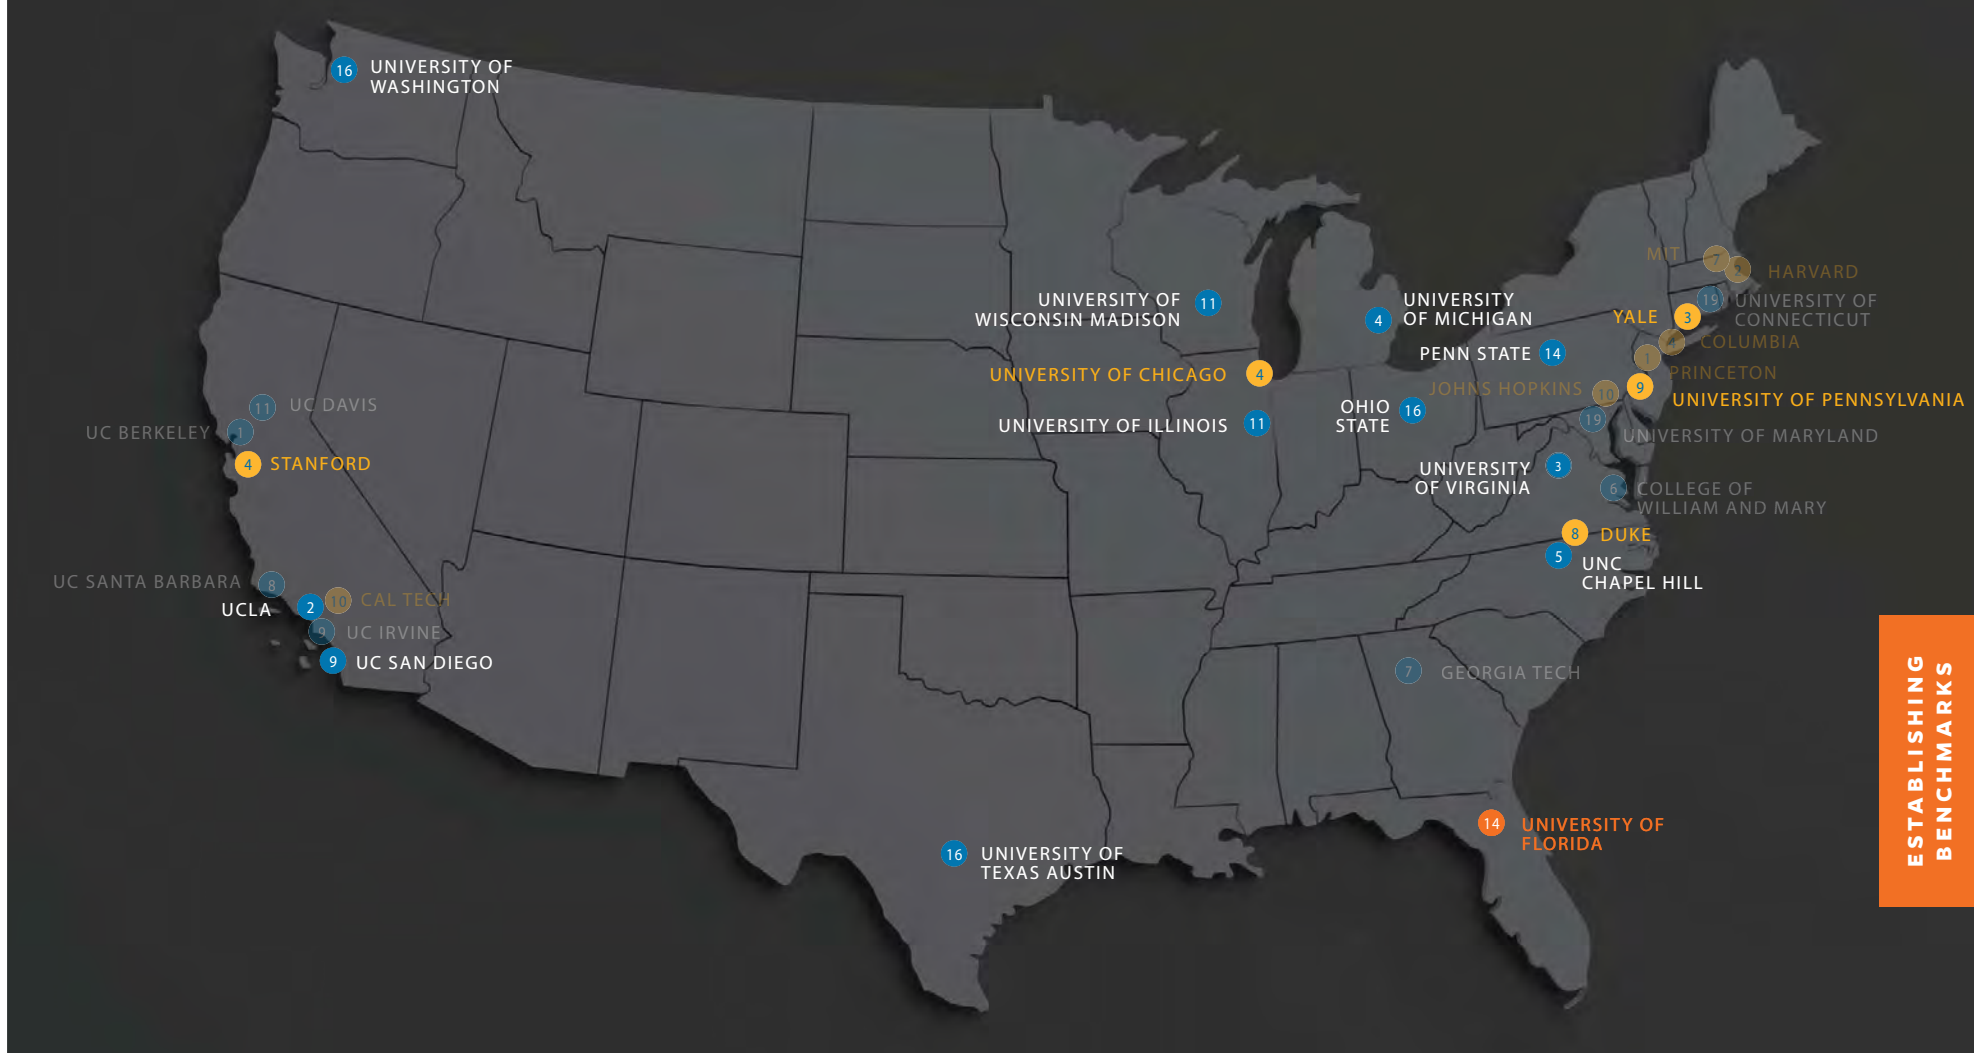 16
UNIVERSITY OF
WASHINGTON
MIT
7
2
HARVARD
19
UNIVERSITY OF
CONNECTICUT
UNIVERSITY OF
WISCONSIN MADISON
11
4
UNIVERSITY
OF MICHIGAN
YALE
3
4
COLUMBIA
PENN STATE
14
1
PRINCETON
UNIVERSITY OF CHICAGO
4
JOHNS HOPKINS
10
9
UNIVERSITY OF PENNSYLVANIA
11
UC DAVIS
OHIO
STATE
16
UC BERKELEY
1
UNIVERSITY OF ILLINOIS
11
19
UNIVERSITY OF MARYLAND
4
STANFORD
UNIVERSITY
OF VIRGINIA
3
6
COLLEGE OF
WILLIAM AND MARY
8
DUKE
5
UNC
CHAPEL HILL
UC SANTA BARBARA
8
UCLA
2
10
CAL TECH
9
UC IRVINE
9
UC SAN DIEGO
7
GEORGIA TECH
14
UNIVERSITY OF
FLORIDA
16
UNIVERSITY OF
TEXAS AUSTIN
ESTABLISHING
BENCHMARKS